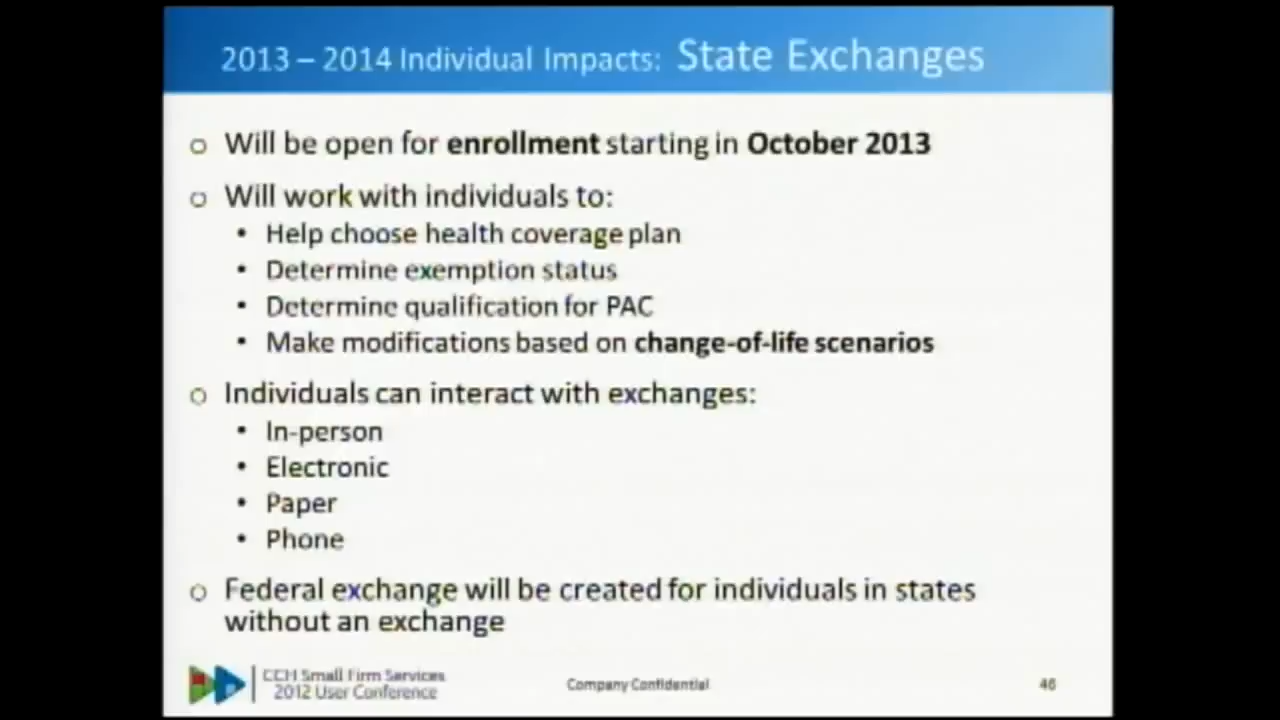 2013 – 2014 Individual Impacts: State Exchanges
o Will be open for enrollment starting in October 2013
o Will work with individuals to:
• Help choose health coverage plan
• Determine exemption status
• Determine qualification for PAC
• Make modifications based on change-of-life scenarios
o Individuals can interact with exchanges:
• In-person
• Electronic
• Paper
• Phone
o Federal exchange will be created for individuals in states
without an exchange
CCH Small Firm Services
2012 User Conference
Company Confidential
46